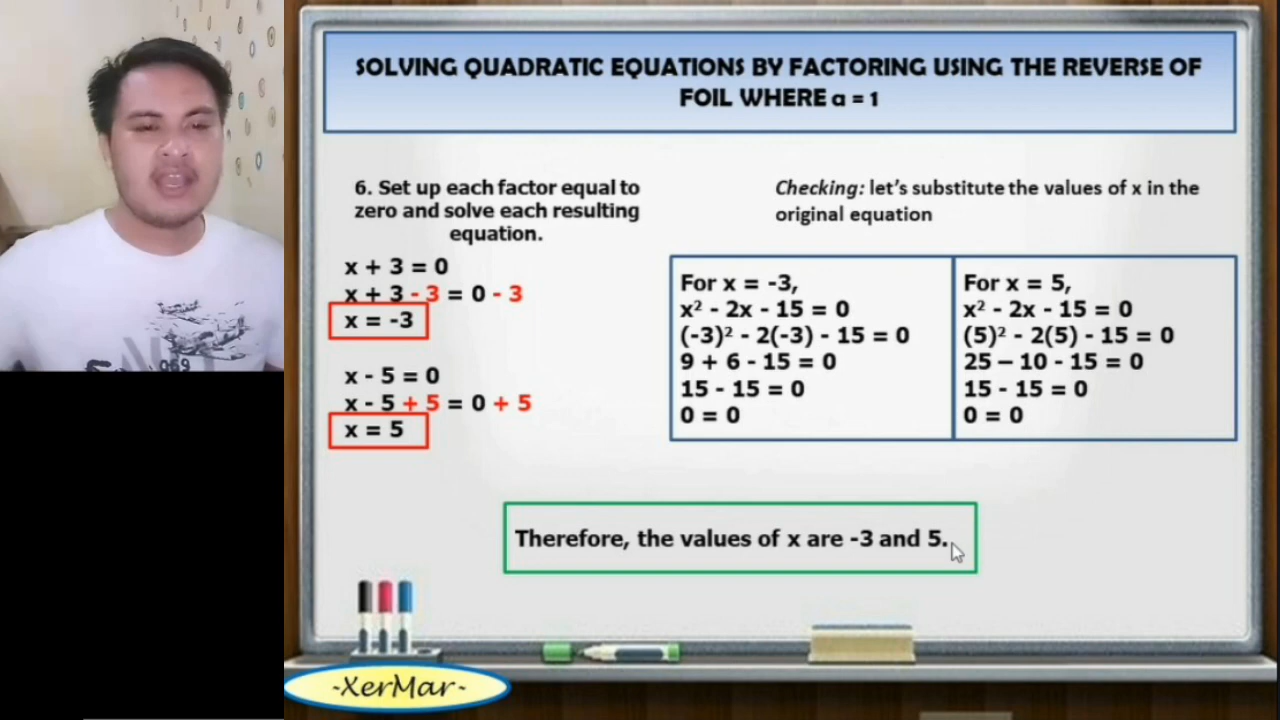 SOLVING QUADRATIC EQUATIONS BY FACTORING USING THE REVERSE OF
FOIL WHERE a = 1
6. Set up each factor equal to
zero and solve each resulting
equation.
x + 3 = 0
x + 3 - 3 = 0 - 3
x = -3
x - 5 = 0
x - 5 + 5 = 0 + 5
x = 5
Checking: let's substitute the values of x in the
original equation
For x = -3,
x² - 2x - 15 = 0
(-3)² - 2(-3) - 15 = 0
9 + 6 - 15 = 0
15 - 15 = 0
0 = 0
For x = 5,
x² - 2x - 15 = 0
(5)² - 2(5) - 15 = 0
25 – 10 - 15 = 0
15 - 15 = 0
0 = 0
Therefore, the values of x are -3 and 5.
-XerMar-